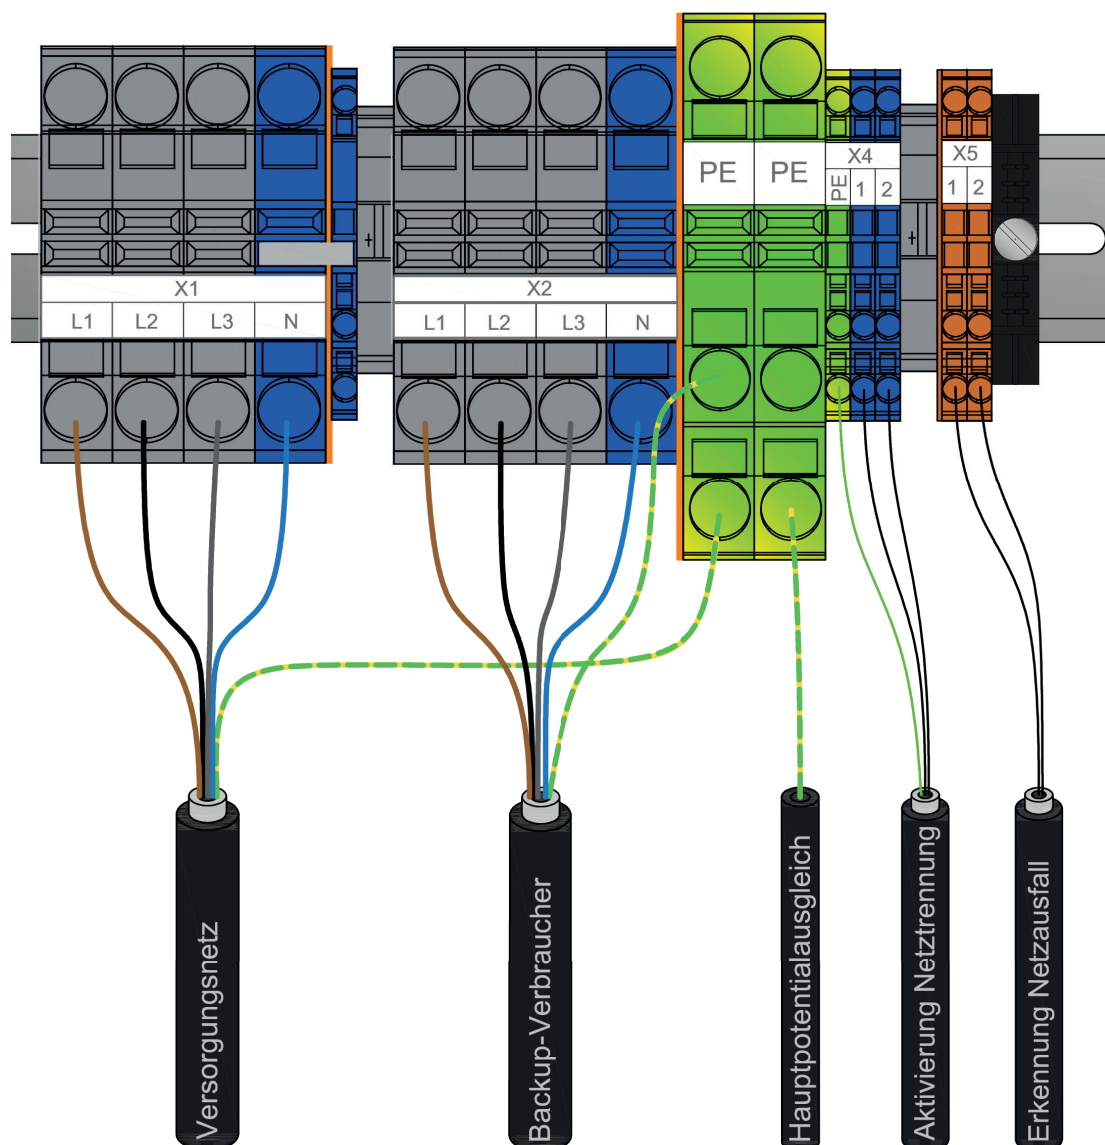 PE PE
X4
PE 1 2
X5
1 2
X1
L1 L2 L3 N
X2
L1 L2 L3 N
Versorgungsnetz
Backup-Verbraucher
Hauptpotentialausgleich
Aktivierung Netztrennung
Erkennung Netzausfall